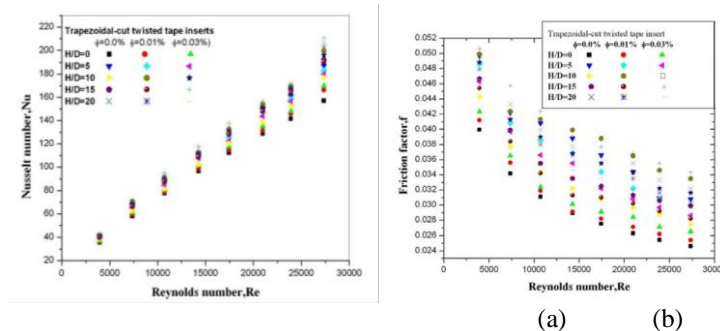 Trapezoidal-cut twisted tape inserts
ϕ=0.0% ϕ=0.01% ϕ=0.03%)
H/D=0
H/D=5
H/D=10
H/D=15
H/D=20
220
200
180
160
140
120
100
80
60
40
20
0 5000 10000 15000 20000 25000 30000
Nusselt number,Nu
Reynolds number,Re
(a)
Trapezoidal-cut twisted tape insert
ϕ=0.0% ϕ=0.01% ϕ=0.03%
H/D=0
H/D=5
H/D=10
H/D=15
H/D=20
0.052
0.050
0.048
0.046
0.044
0.042
0.040
0.038
0.036
0.034
0.032
0.030
0.028
0.026
0.024
0 5000 10000 15000 20000 25000 30000
Friction factor,f
Reynolds number,Re
(a) (b)